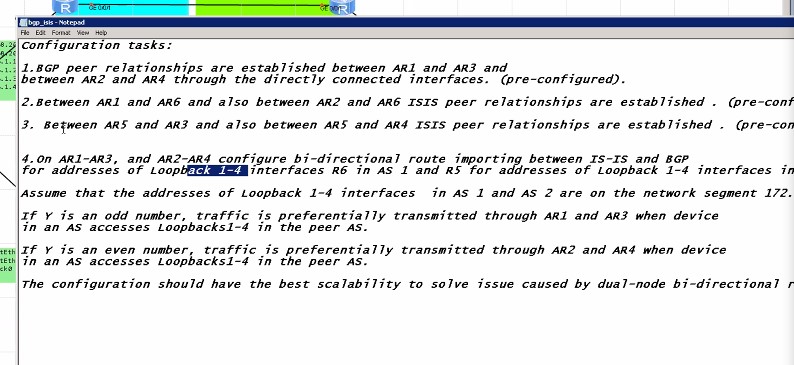 GE 0/0/1
bgp_isis - Notepad
File Edit Format View Help
Configuration tasks:
1.BGP peer relationships are established between AR1 and AR3 and
between AR2 and AR4 through the directly connected interfaces. (pre-configured).
2.Between AR1 and AR6 and also between AR2 and AR6 ISIS peer relationships are established . (pre-conf
3. Between AR5 and AR3 and also between AR5 and AR4 ISIS peer relationships are established . (pre-con
4.On AR1-AR3, and AR2-AR4 configure bi-directional route importing between IS-IS and BGP
for addresses of Loopback 1-4 interfaces R6 in AS 1 and R5 for addresses of Loopback 1-4 interfaces in
Assume that the addresses of Loopback 1-4 interfaces in AS 1 and AS 2 are on the network segment 172.
If Y is an odd number, traffic is preferentially transmitted through AR1 and AR3 when device
in an AS accesses Loopbacks1-4 in the peer AS.
If Y is an even number, traffic is preferentially transmitted through AR2 and AR4 when device
in an AS accesses Loopbacks1-4 in the peer AS.
The configuration should have the best scalability to solve issue caused by dual-node bi-directional r